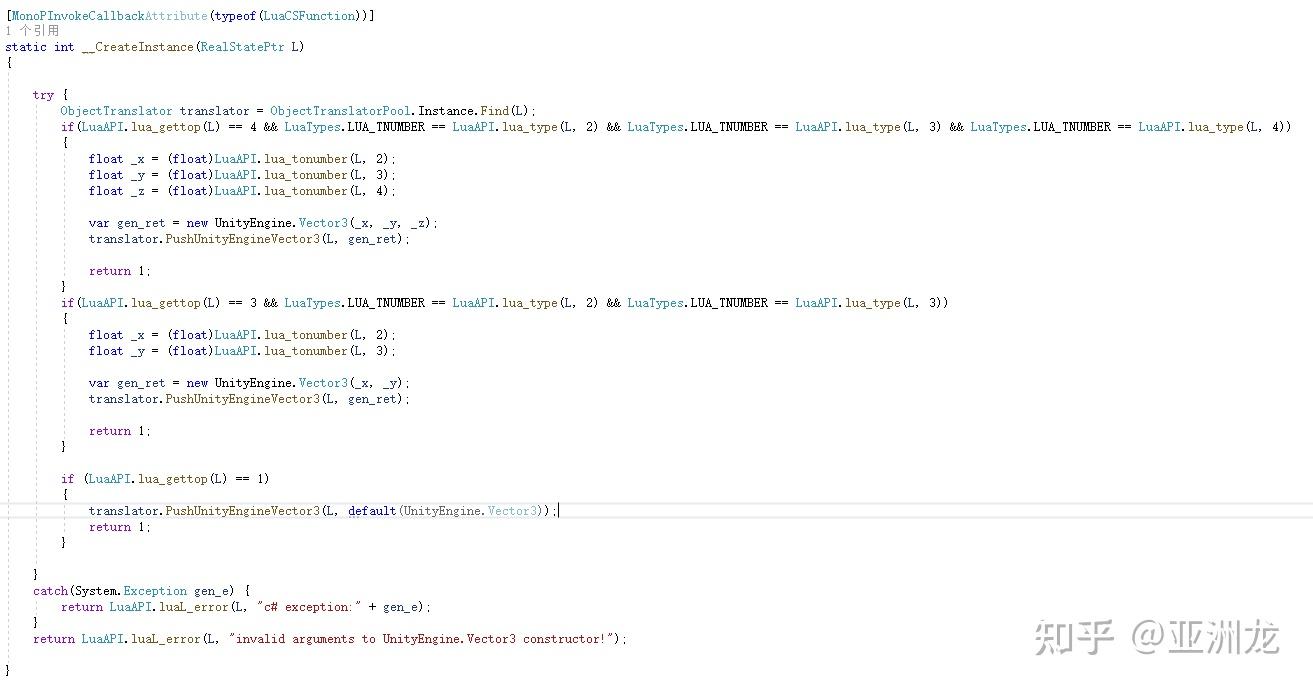 [MonoPInvokeCallbackAttribute(typeof(LuaCSFunction))]
1 个引用
static int __CreateInstance(RealStatePtr L)
{
try {
ObjectTranslator translator = ObjectTranslatorPool.Instance.Find(L);
if(LuaAPI.lua_gettop(L) == 4 && LuaTypes.LUA_TNUMBER == LuaAPI.lua_type(L, 2) && LuaTypes.LUA_TNUMBER == LuaAPI.lua_type(L, 3) && LuaTypes.LUA_TNUMBER == LuaAPI.lua_type(L, 4))
{
float _x = (float)LuaAPI.lua_tonumber(L, 2);
float _y = (float)LuaAPI.lua_tonumber(L, 3);
float _z = (float)LuaAPI.lua_tonumber(L, 4);
var gen_ret = new UnityEngine.Vector3(_x, _y, _z);
translator.PushUnityEngineVector3(L, gen_ret);
return 1;
}
if(LuaAPI.lua_gettop(L) == 3 && LuaTypes.LUA_TNUMBER == LuaAPI.lua_type(L, 2) && LuaTypes.LUA_TNUMBER == LuaAPI.lua_type(L, 3))
{
float _x = (float)LuaAPI.lua_tonumber(L, 2);
float _y = (float)LuaAPI.lua_tonumber(L, 3);
var gen_ret = new UnityEngine.Vector3(_x, _y);
translator.PushUnityEngineVector3(L, gen_ret);
return 1;
}
if (LuaAPI.lua_gettop(L) == 1)
{
translator.PushUnityEngineVector3(L, default(UnityEngine.Vector3));
return 1;
}
}
catch(System.Exception gen_e) {
return LuaAPI.luaL_error(L, "c# exception:" + gen_e);
}
return LuaAPI.luaL_error(L, "invalid arguments to UnityEngine.Vector3 constructor!");
}
知乎 @亚洲龙